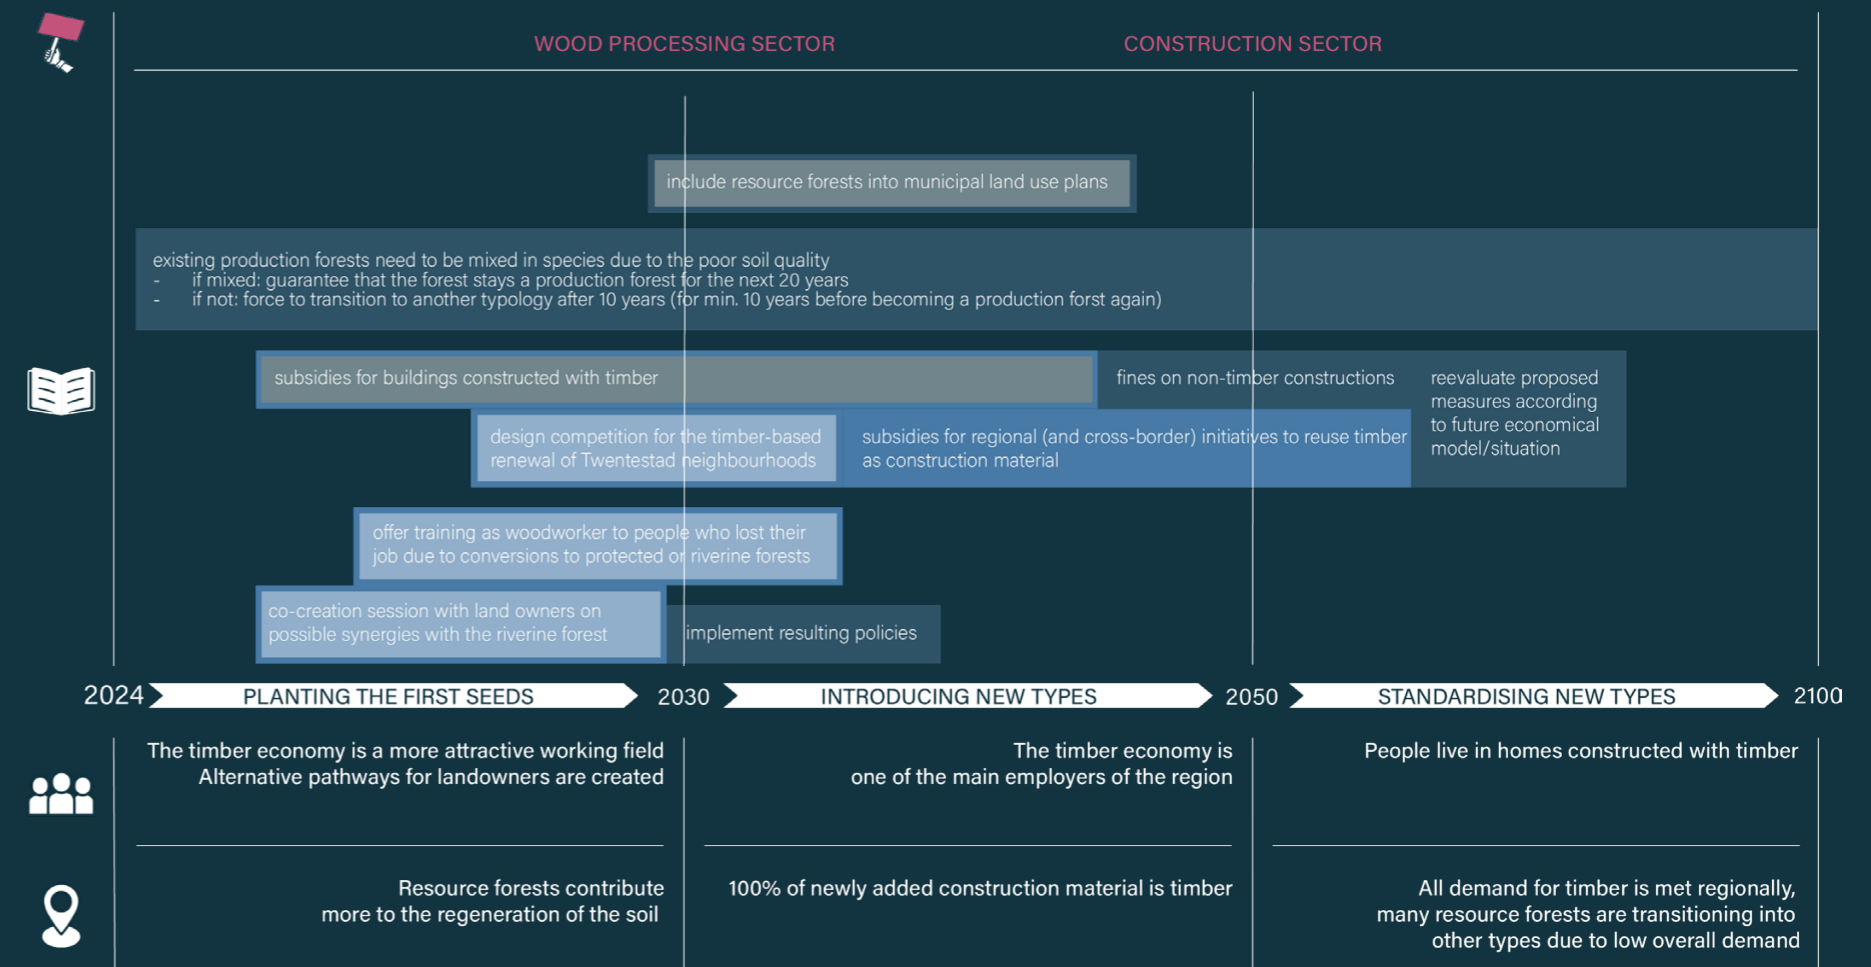 WOOD PROCESSING SECTOR
CONSTRUCTION SECTOR
include resource forests into municipal land use plans
existing production forests need to be mixed in species due to the poor soil quality
- if mixed: guarantee that the forest stays a production forest for the next 20 years
- if not: force to transition to another typology after 10 years (for min. 10 years before becoming a production forst again)
subsidies for buildings constructed with timber
fines on non-timber constructions
reevaluate proposed
measures according
to future economical
model/situation
design competition for the timber-based
renewal of Twentestad neighbourhoods
subsidies for regional (and cross-border) initiatives to reuse timber
as construction material
offer training as woodworker to people who lost their
job due to conversions to protected or riverine forests
co-creation session with land owners on
possible synergies with the riverine forest
implement resulting policies
2024
PLANTING THE FIRST SEEDS
2030
INTRODUCING NEW TYPES
2050
STANDARDISING NEW TYPES
2100
The timber economy is a more attractive working field
Alternative pathways for landowners are created
The timber economy is
one of the main employers of the region
People live in homes constructed with timber
Resource forests contribute
more to the regeneration of the soil
100% of newly added construction material is timber
All demand for timber is met regionally,
many resource forests are transitioning into
other types due to low overall demand